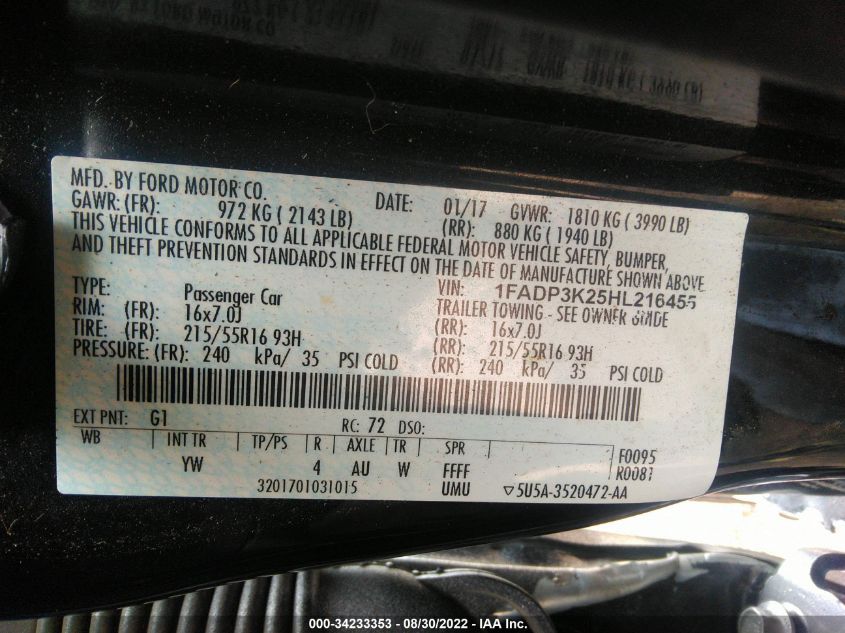 MFD. BY FORD MOTOR CO. DATE: 01/17 GVWR: 1810 KG ( 3990 LB)
GAWR: (FR) 972 KG ( 2143 LB) (RR): 880 KG ( 1940 LB)
THIS VEHICLE CONFORMS TO ALL APPLICABLE FEDERAL MOTOR VEHICLE SAFETY, BUMPER,
AND THEFT PREVENTION STANDARDS IN EFFECT ON THE DATE OF MANUFACTURE SHOWN ABOVE
VIN: 1FADP3K25HL216455
TYPE: Passenger Car TRAILER TOWING - SEE OWNER GUIDE
RIM: (FR): 16x7.0J (RR): 16x7.0J
TIRE: (FR): 215/55R16 93H (RR): 215/55R16 93H
PRESSURE: (FR): 240 kPa/ 35 PSI COLD (RR): 240 kPa/ 35 PSI COLD
EXT PNT: G1 RC: 72 DSO:
WB INT TR TP/PS R AXLE TR SPR F0095
YW 4 AU W FFFF R0081
3201701031015 UMU ▽5U5A-3520472-AA
000-34233353 - 08/30/2022 - IAA Inc.